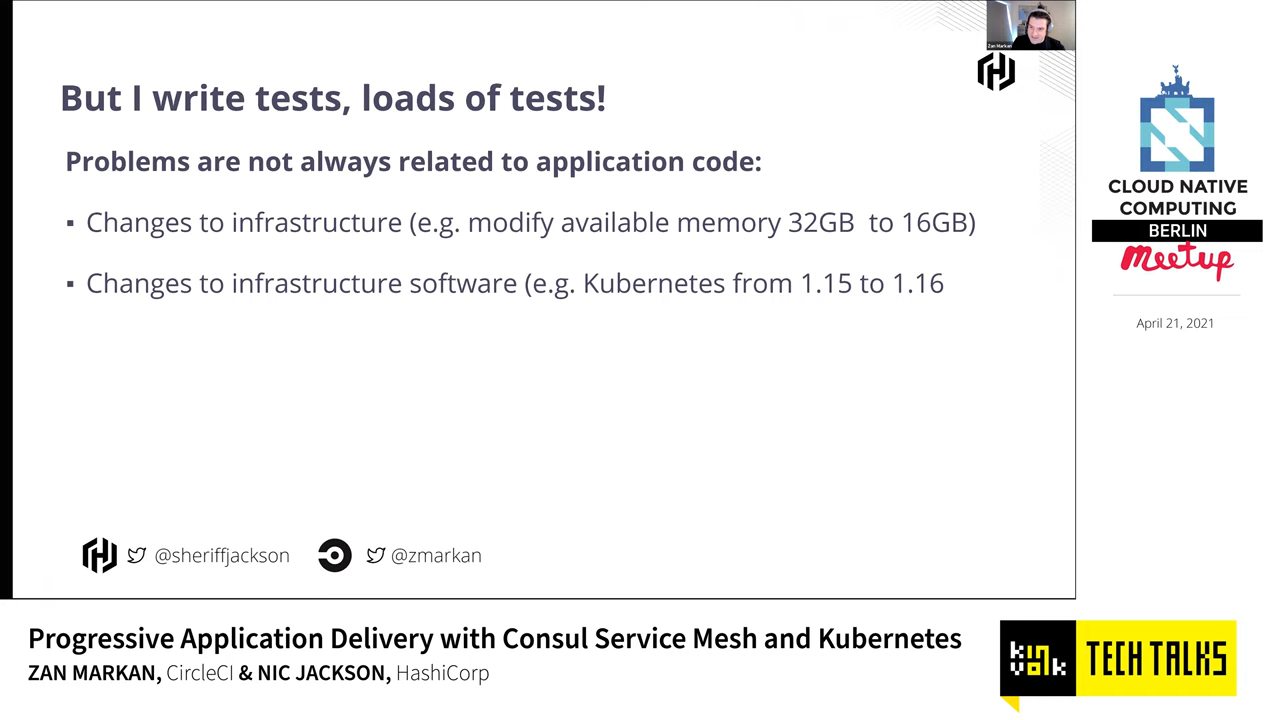 Zan Markan
But I write tests, loads of tests!
Problems are not always related to application code:
▪ Changes to infrastructure (e.g. modify available memory 32GB  to 16GB)
▪ Changes to infrastructure software (e.g. Kubernetes from 1.15 to 1.16
@sheriffjackson @zmarkan
CLOUD NATIVE
COMPUTING
BERLIN
Meetup
April 21, 2021
Progressive Application Delivery with Consul Service Mesh and Kubernetes
ZAN MARKAN, CircleCI & NIC JACKSON, HashiCorp
kinvolk
TECH TALKS